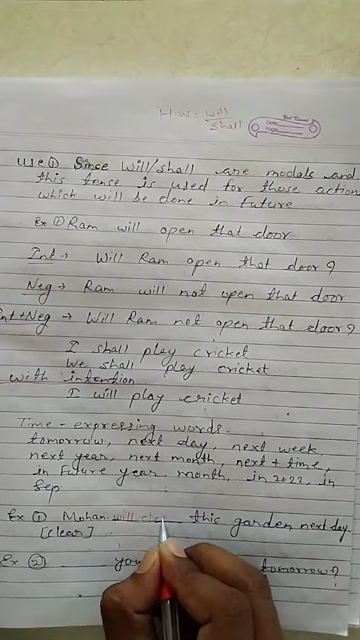 H.W = will
shall
Use ① Since Will/shall are modals and
this tense is used for those action
which will be done in future
Ex ① Ram will open that door
Int → Will Ram open that door?
Neg → Ram will not open that door
Int+Neg → Will Ram not open that door?
I shall play cricket
We shall play cricket
with intention
I will play cricket
Time-expressing words -
tomorrow, next day, next week,
next year, next month, next + time,
in future year, month, in 2022, in
Sep
Ex ① Mohan will clea this garden next day.
[clear]
Ex ② you tomorrow?